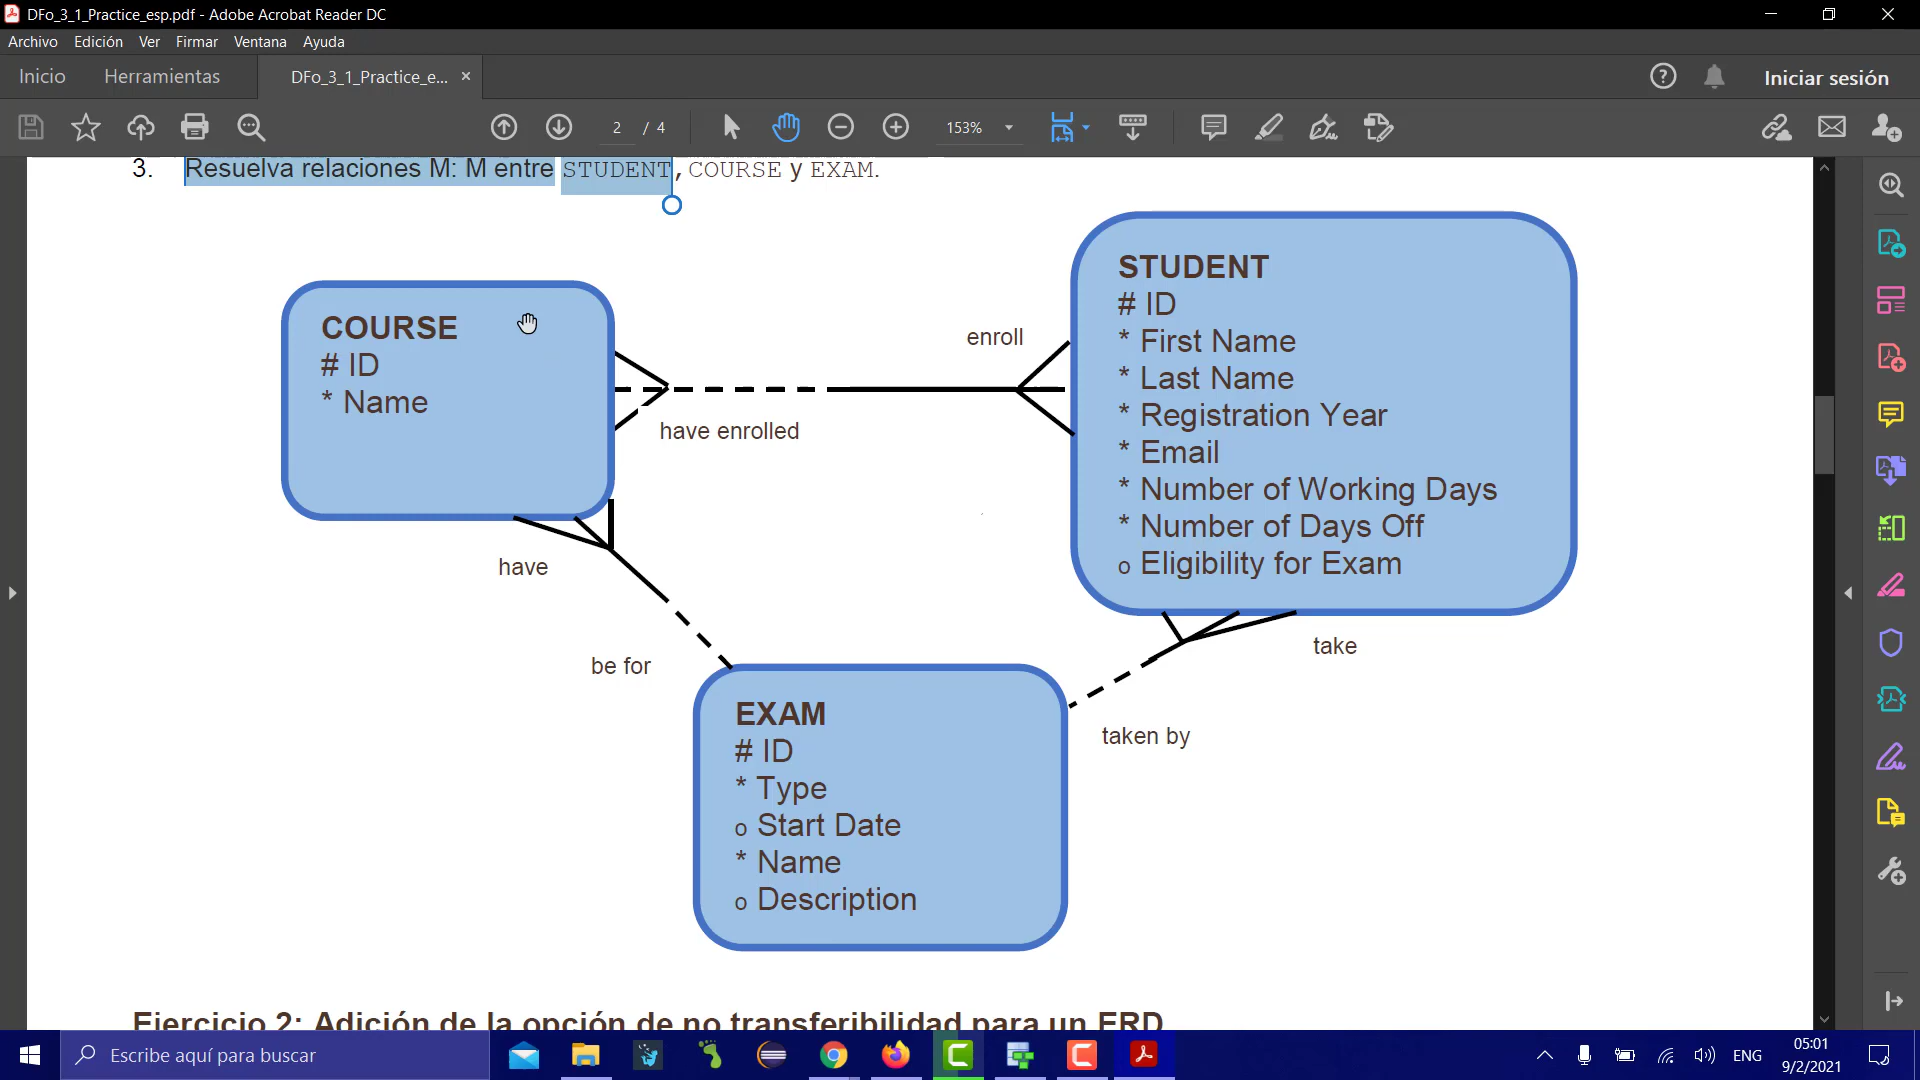 DFo_3_1_Practice_esp.pdf - Adobe Acrobat Reader DC
Archivo Edición Ver Firmar Ventana Ayuda
Inicio Herramientas DFo_3_1_Practice_e... × Iniciar sesión
2 / 4 153%
3. Resuelva relaciones M: M entre STUDENT, COURSE y EXAM.
STUDENT
# ID
* First Name
* Last Name
* Registration Year
* Email
* Number of Working Days
* Number of Days Off
o Eligibility for Exam
COURSE
# ID
* Name
enroll
have enrolled
have
be for
take
taken by
EXAM
# ID
* Type
o Start Date
* Name
o Description
Ejercicio 2: Adición de la opción de no transferibilidad para un ERD
Escribe aquí para buscar
ENG
05:01
9/2/2021